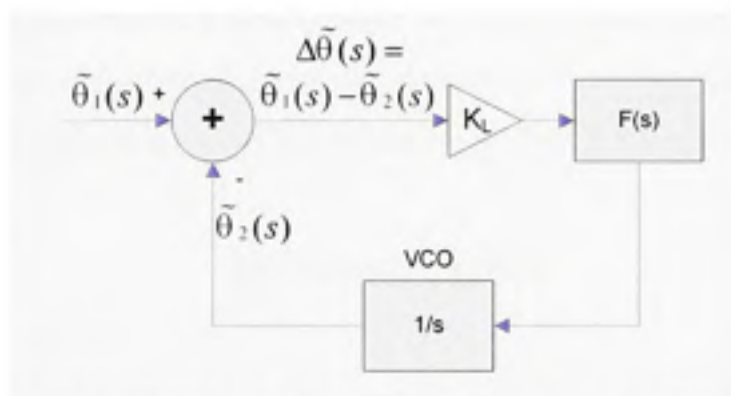 Δθ̃(s) =
θ̃₁(s) +
+
θ̃₁(s) − θ̃₂(s)
K_L
F(s)
-
θ̃₂(s)
VCO
1/s